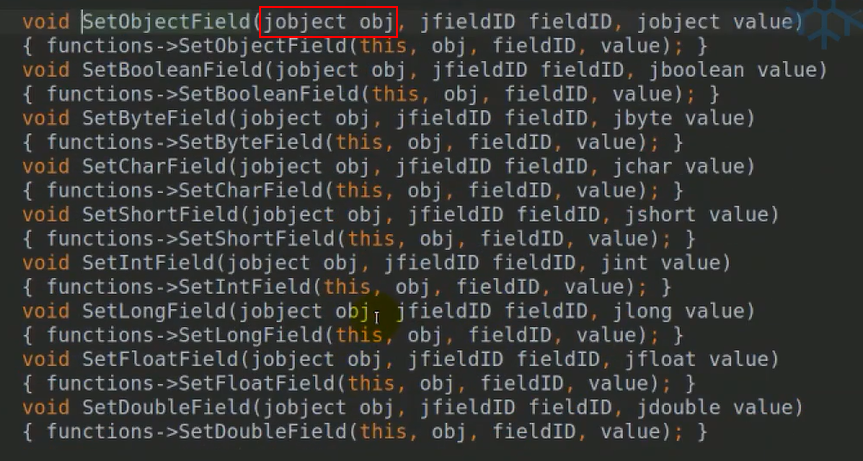 void SetObjectField(jobject obj, jfieldID fieldID, jobject value)
{ functions->SetObjectField(this, obj, fieldID, value); }
void SetBooleanField(jobject obj, jfieldID fieldID, jboolean value)
{ functions->SetBooleanField(this, obj, fieldID, value); }
void SetByteField(jobject obj, jfieldID fieldID, jbyte value)
{ functions->SetByteField(this, obj, fieldID, value); }
void SetCharField(jobject obj, jfieldID fieldID, jchar value)
{ functions->SetCharField(this, obj, fieldID, value); }
void SetShortField(jobject obj, jfieldID fieldID, jshort value)
{ functions->SetShortField(this, obj, fieldID, value); }
void SetIntField(jobject obj, jfieldID fieldID, jint value)
{ functions->SetIntField(this, obj, fieldID, value); }
void SetLongField(jobject obj, jfieldID fieldID, jlong value)
{ functions->SetLongField(this, obj, fieldID, value); }
void SetFloatField(jobject obj, jfieldID fieldID, jfloat value)
{ functions->SetFloatField(this, obj, fieldID, value); }
void SetDoubleField(jobject obj, jfieldID fieldID, jdouble value)
{ functions->SetDoubleField(this, obj, fieldID, value); }